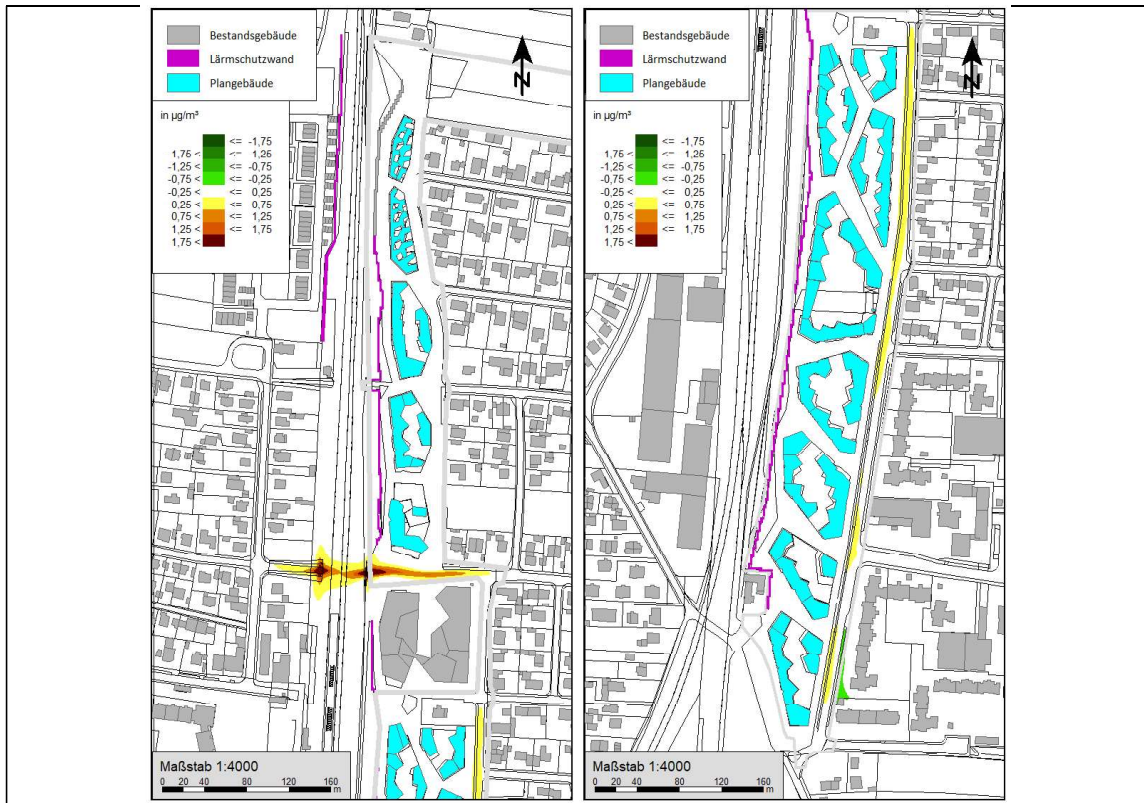 Bestandsgebäude
Lärmschutzwand
Plangebäude
N
in µg/m³
<= -1,75
1,75 < <= 1,26
-1,25 < <= -0,75
-0,75 < <= -0,25
-0,25 < <= 0,25
0,25 < <= 0,75
0,75 < <= 1,25
1,25 < <= 1,75
1,75 <
Maßstab 1:4000
0 20 40 80 120 160
m
Bestandsgebäude
Lärmschutzwand
Plangebäude
N
in µg/m³
<= -1,75
1,75 < <= 1,26
-1,25 < <= -0,75
-0,75 < <= -0,25
-0,25 < <= 0,25
0,25 < <= 0,75
0,75 < <= 1,25
1,25 < <= 1,75
1,75 <
Maßstab 1:4000
0 20 40 80 120 160
m